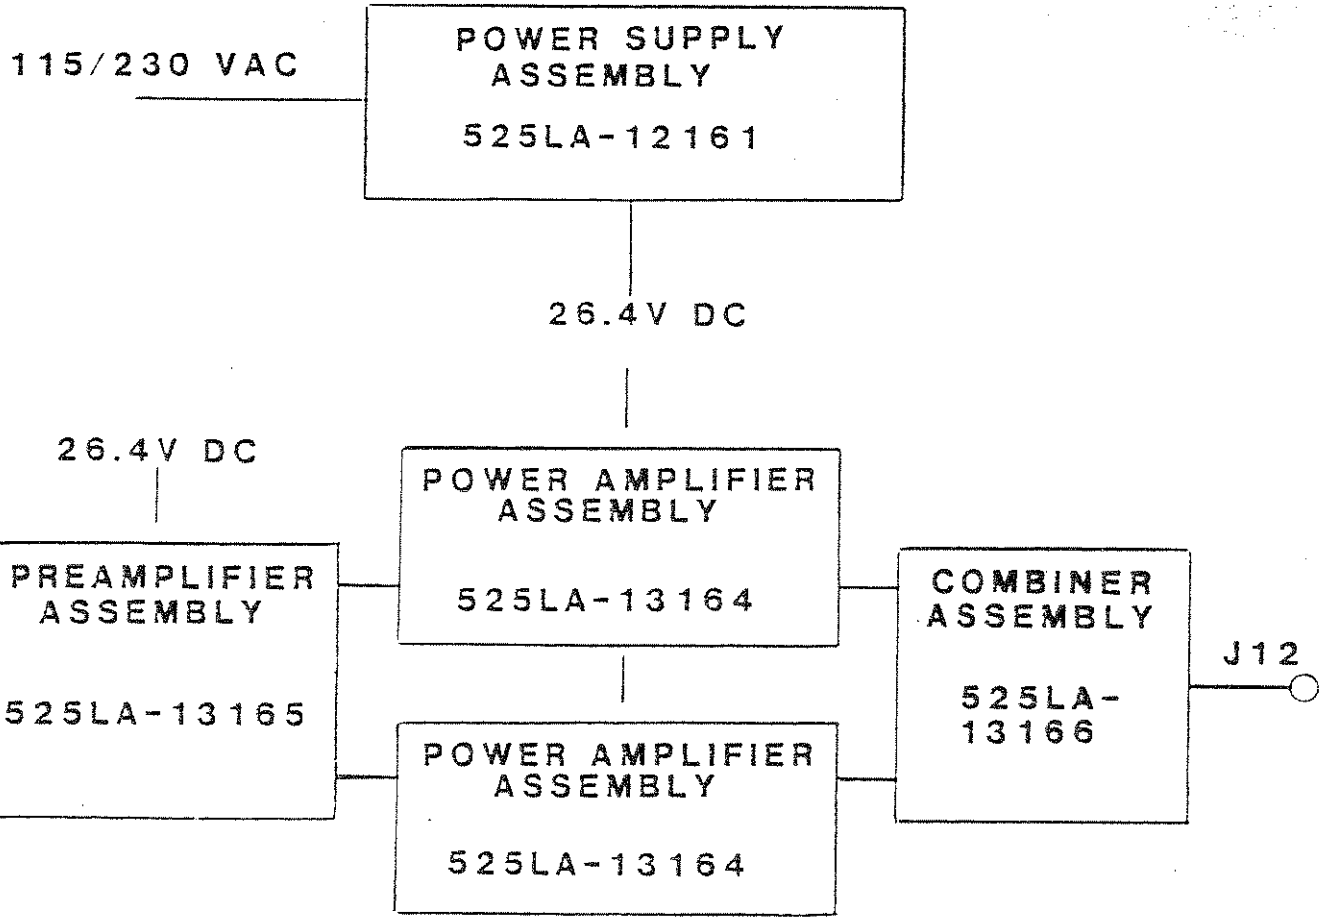 115/230 VAC
POWER SUPPLY
ASSEMBLY
525LA-12161
26.4V DC
26.4V DC
PREAMPLIFIER
ASSEMBLY
525LA-13165
POWER AMPLIFIER
ASSEMBLY
525LA-13164
POWER AMPLIFIER
ASSEMBLY
525LA-13164
COMBINER
ASSEMBLY
525LA-
13166
J12